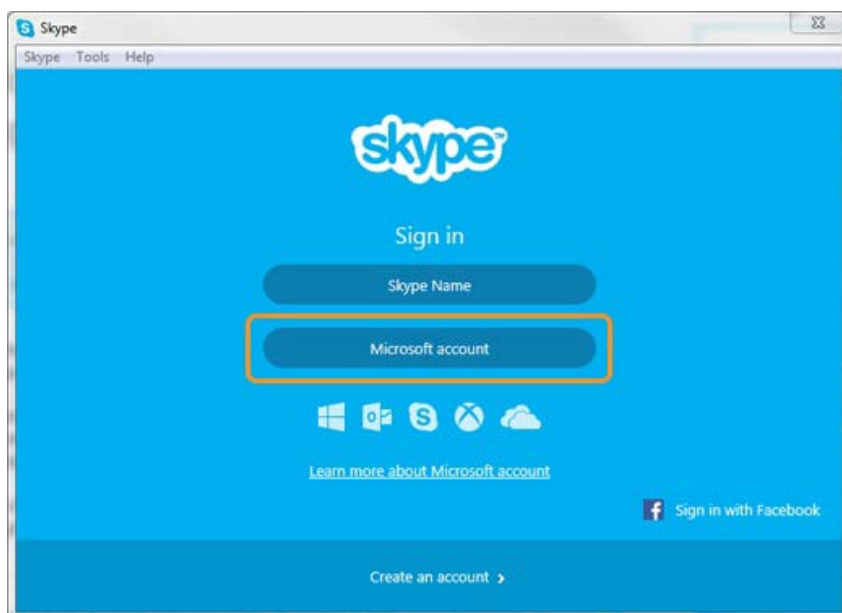 Skype
Skype Tools Help
skype™
Sign in
Skype Name
Microsoft account
Learn more about Microsoft account
f Sign in with Facebook
Create an account >